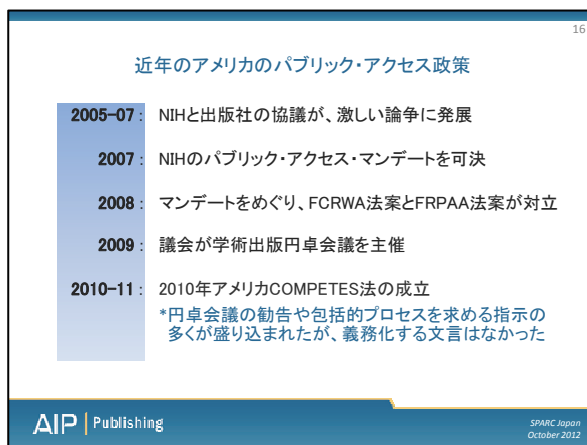 16
近年のアメリカのパブリック・アクセス政策
2005-07 : NIHと出版社の協議が、激しい論争に発展
2007 : NIHのパブリック・アクセス・マンデートを可決
2008 : マンデートをめぐり、FCRWA法案とFRPAA法案が対立
2009 : 議会が学術出版円卓会議を主催
2010-11 : 2010年アメリカCOMPETES法の成立
*円卓会議の勧告や包括的プロセスを求める指示の
多くが盛り込まれたが、義務化する文言はなかった
AIP | Publishing
SPARC Japan
October 2012